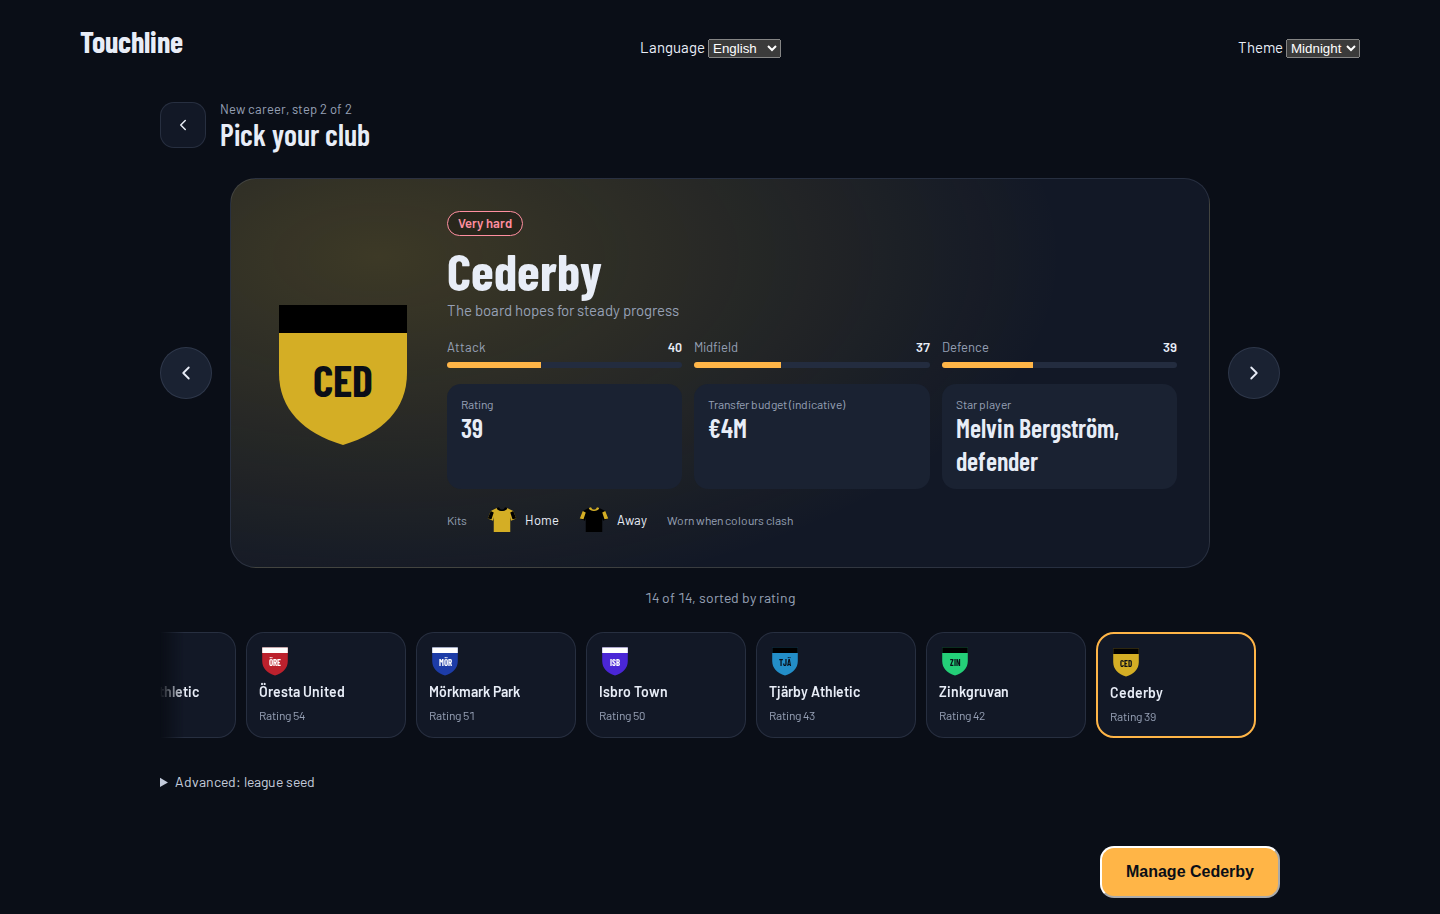 Touchline
Language English
Theme Midnight
New career, step 2 of 2
Pick your club
Very hard
Cederby
The board hopes for steady progress
CED
Attack 40
Midfield 37
Defence 39
Rating
39
Transfer budget (indicative)
€4M
Star player
Melvin Bergström,
defender
Kits Home Away Worn when colours clash
14 of 14, sorted by rating
hletic
ÖRE
Öresta United
Rating 54
MÖR
Mörkmark Park
Rating 51
ISB
Isbro Town
Rating 50
TJÄ
Tjärby Athletic
Rating 43
ZIN
Zinkgruvan
Rating 42
CED
Cederby
Rating 39
Advanced: league seed
Manage Cederby